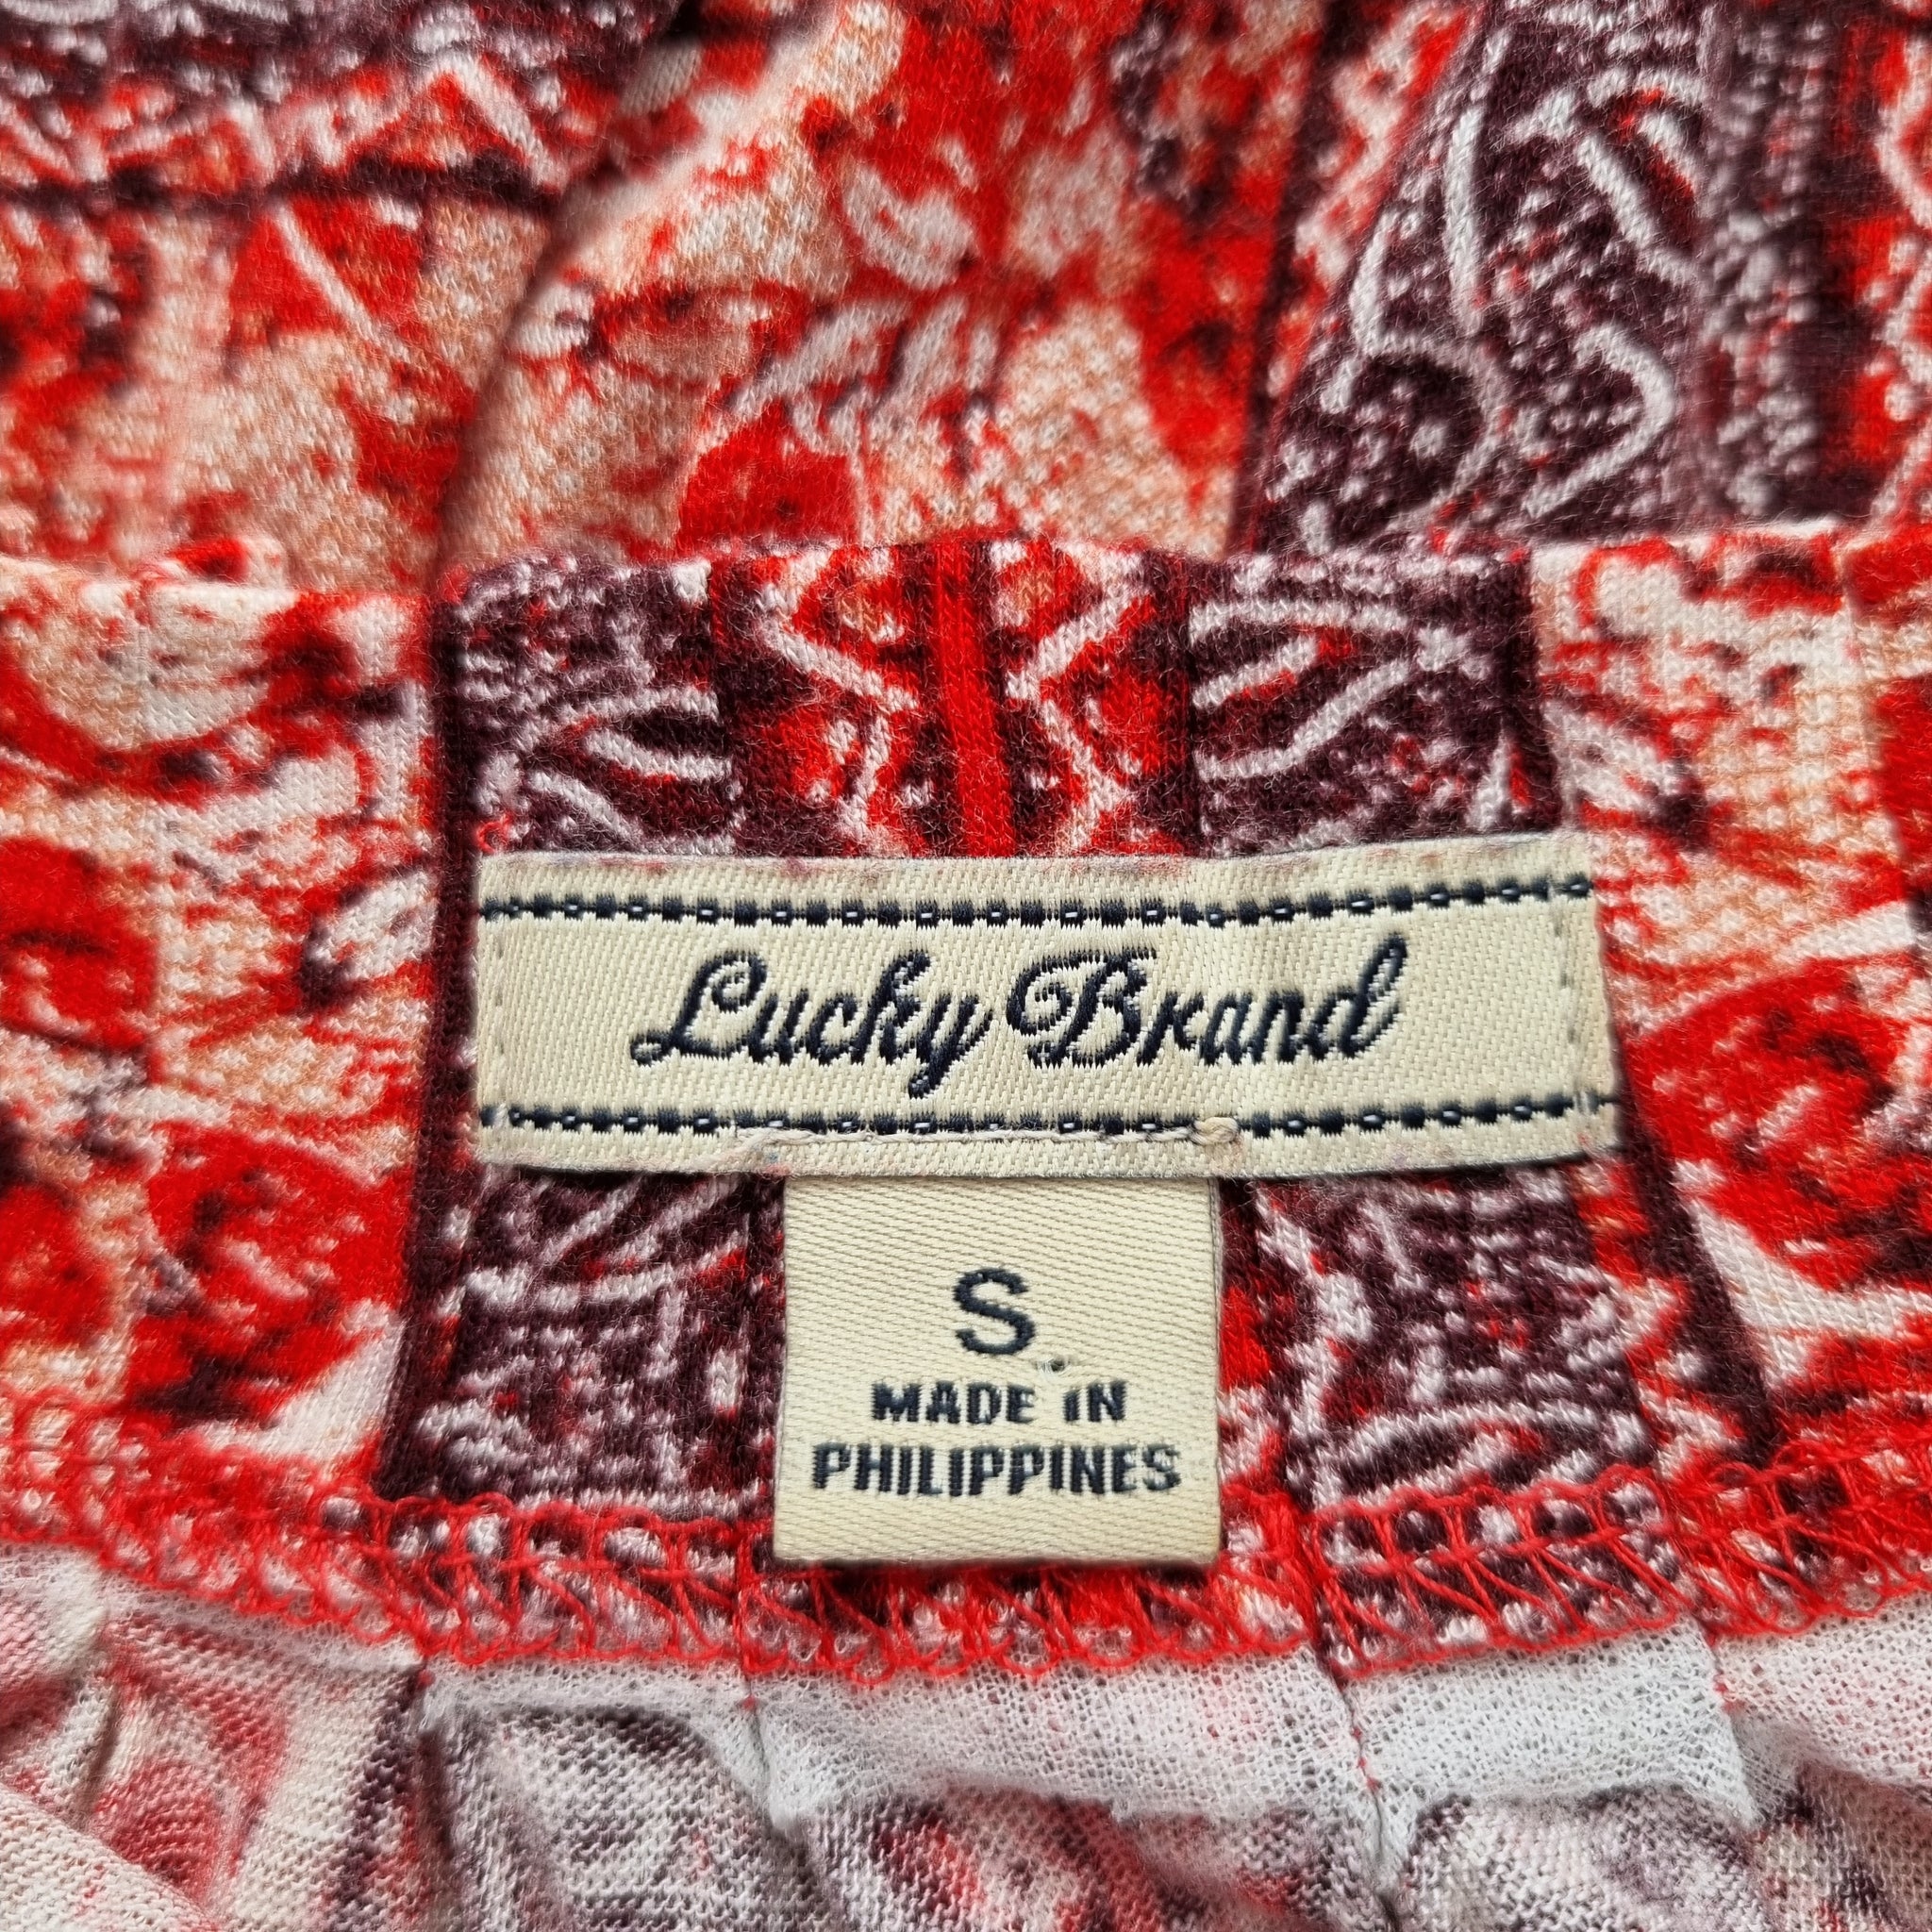 Lucky Brand
S
MADE IN
PHILIPPINES